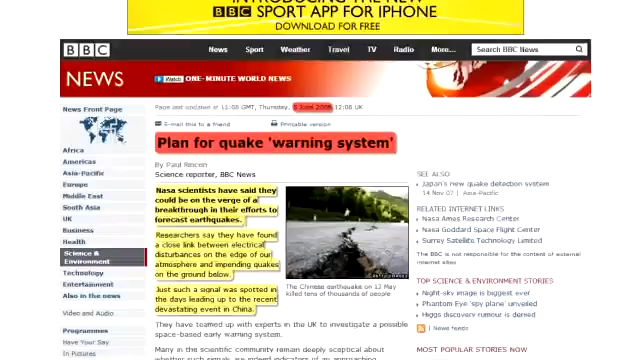 INTRODUCING THE NEW
BBC SPORT APP FOR IPHONE
DOWNLOAD FOR FREE
BBC
News Sport Weather Travel TV Radio More... Search BBC News
NEWS
Watch ONE-MINUTE WORLD NEWS
News Front Page
Africa
Americas
Asia-Pacific
Europe
Middle East
South Asia
UK
Business
Health
Science & Environment
Technology
Entertainment
Also in the news
Video and Audio
Programmes
Have Your Say
In Pictures
Page last updated at 11:08 GMT, Thursday, 5 June 2008 12:08 UK
E-mail this to a friend
Printable version
Plan for quake 'warning system'
By Paul Rincon
Science reporter, BBC News
Nasa scientists have said they
could be on the verge of a
breakthrough in their efforts to
forecast earthquakes.
Researchers say they have found
a close link between electrical
disturbances on the edge of our
atmosphere and impending quakes
on the ground below.
Just such a signal was spotted in
the days leading up to the recent
devastating event in China.
The Chinese earthquake on 12 May
killed tens of thousands of people
They have teamed up with experts in the UK to investigate a possible
space-based early warning system.
Many in the scientific community remain deeply sceptical about
SEE ALSO
Japan's new quake detection system
14 Nov 07 | Asia-Pacific
RELATED INTERNET LINKS
Nasa Ames Research Center
Nasa Goddard Space Flight Center
Surrey Satellite Technology Limited
The BBC is not responsible for the content of external
internet sites
TOP SCIENCE & ENVIRONMENT STORIES
Night-sky image is biggest ever
Phantom Eye 'spy plane' unveiled
Higgs discovery rumour is denied
News feeds
MOST POPULAR STORIES NOW